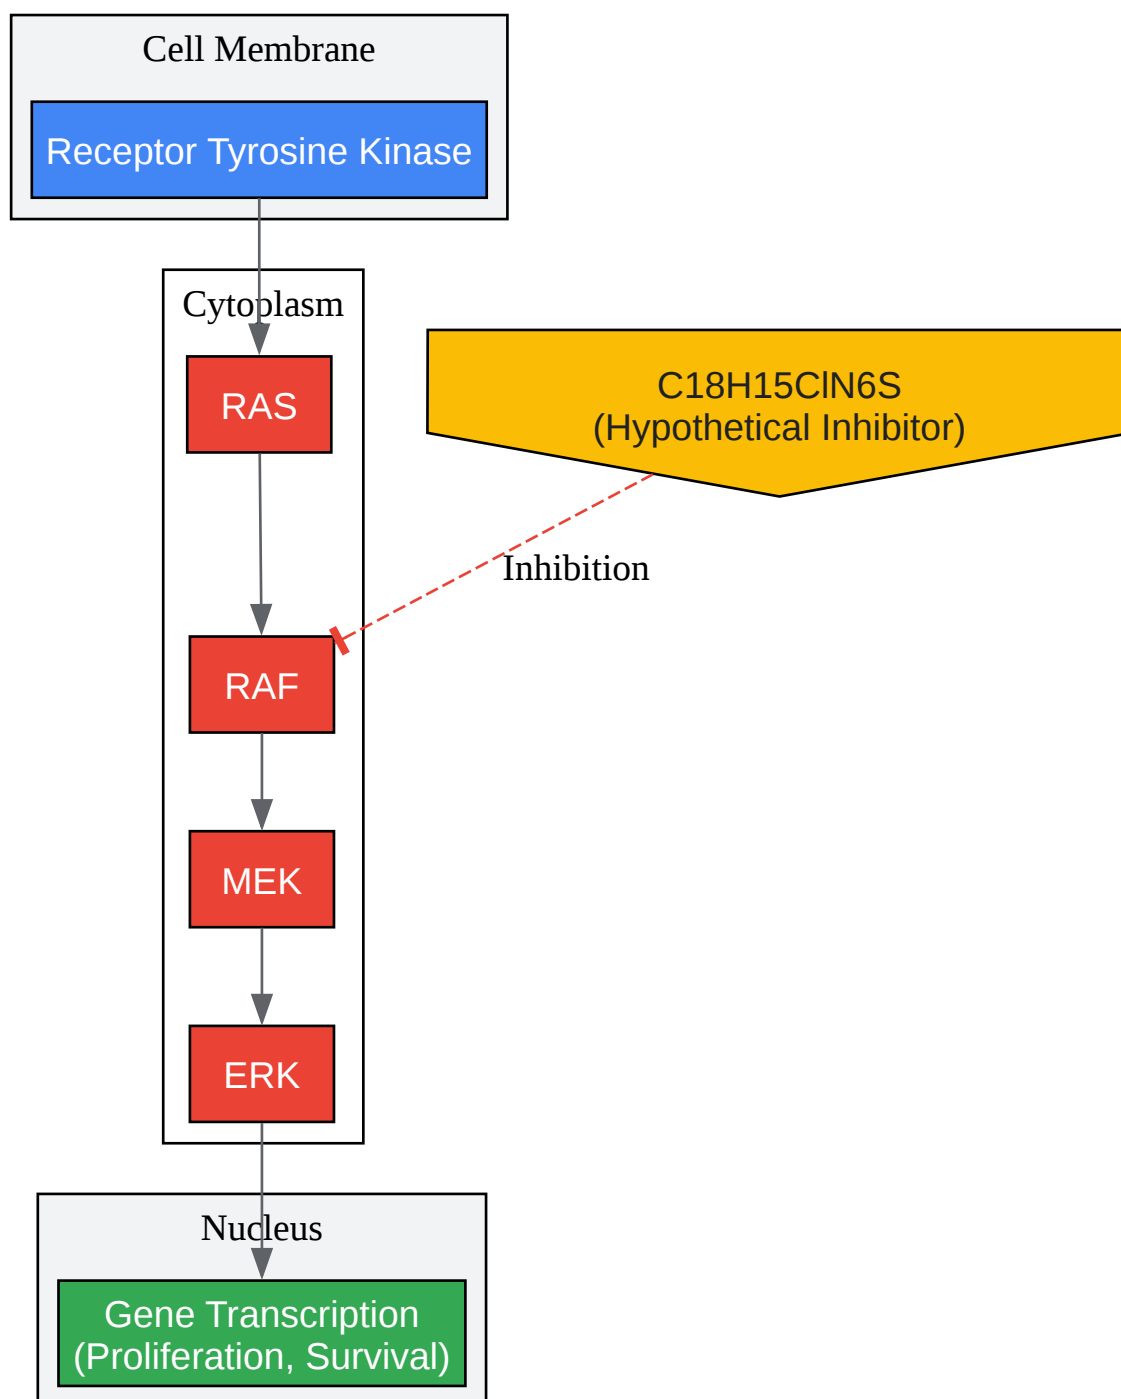 Cell Membrane
Receptor Tyrosine Kinase
Cytoplasm
RAS
C18H15ClN6S
(Hypothetical Inhibitor)
Inhibition
RAF
MEK
ERK
Nucleus
Gene Transcription
(Proliferation, Survival)